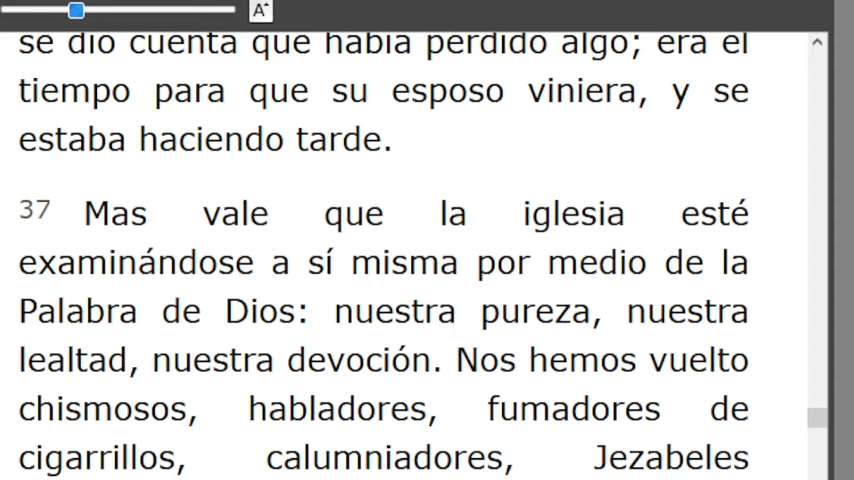 A
se dio cuenta que había perdido algo; era el
tiempo para que su esposo viniera, y se
estaba haciendo tarde.
37 Mas vale que la iglesia esté
examinándose a sí misma por medio de la
Palabra de Dios: nuestra pureza, nuestra
lealtad, nuestra devoción. Nos hemos vuelto
chismosos, habladores, fumadores de
cigarrillos, calumniadores, Jezabeles